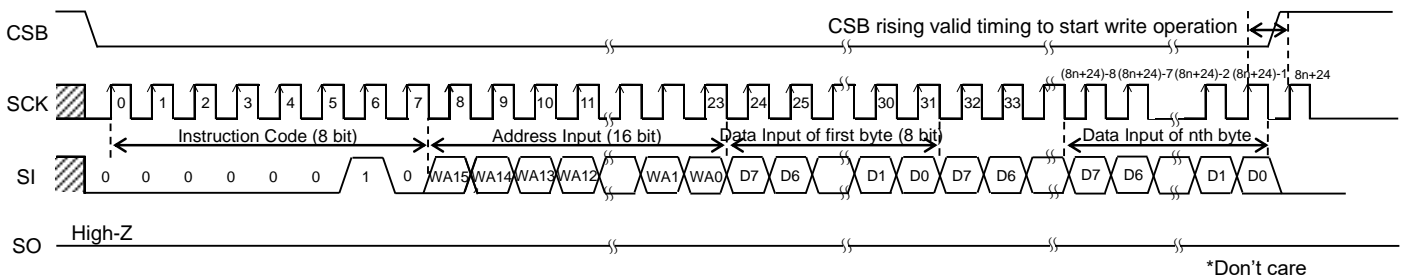 CSB
CSB rising valid timing to start write operation
(8n+24)-8 (8n+24)-7 (8n+24)-2 (8n+24)-1 8n+24
SCK 0 1 2 3 4 5 6 7 8 9 10 11 23 24 25 30 31 32 33
Instruction Code (8 bit) Address Input (16 bit) Data Input of first byte (8 bit) Data Input of nth byte
SI 0 0 0 0 0 0 1 0 WA15 WA14 WA13 WA12 WA1 WA0 D7 D6 D1 D0 D7 D6 D7 D6 D1 D0
High-Z
SO
*Don't care